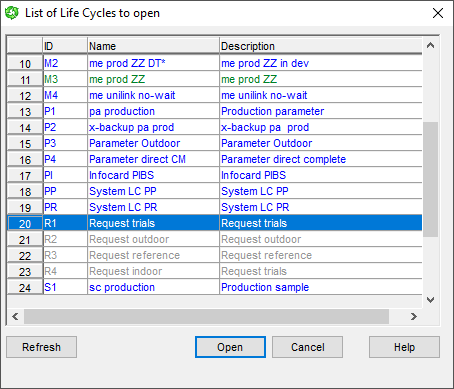 List of Life Cycles to open
ID Name Description
10 M2 me prod ZZ DT* me prod ZZ in dev
11 M3 me prod ZZ me prod ZZ
12 M4 me unilink no-wait me unilink no-wait
13 P1 pa production Production parameter
14 P2 x-backup pa prod x-backup pa  prod
15 P3 Parameter Outdoor Parameter Outdoor
16 P4 Parameter direct CM Parameter direct complete
17 PI Infocard PIBS Infocard PIBS
18 PP System LC PP System LC PP
19 PR System LC PR System LC PR
20 R1 Request trials Request trials
21 R2 Request outdoor Request outdoor
22 R3 Request reference Request reference
23 R4 Request indoor Request trials
24 S1 sc production Production sample
Refresh Open Cancel Help